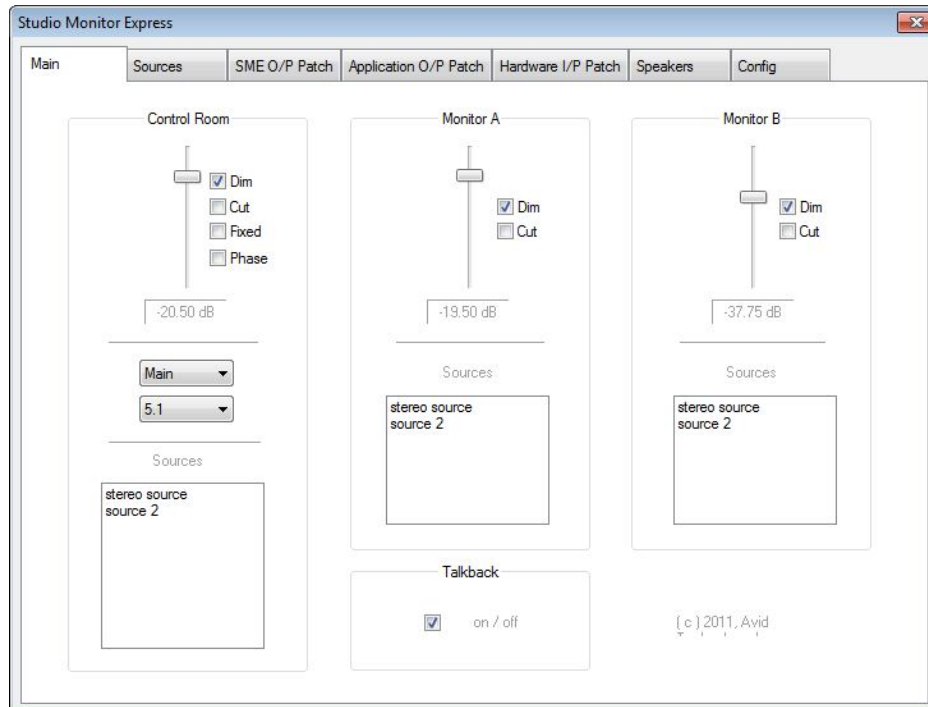 Studio Monitor Express
Main Sources SME O/P Patch Application O/P Patch Hardware I/P Patch Speakers Config
Control Room
Dim
Cut
Fixed
Phase
-20.50 dB
Main
5.1
Sources
stereo source
source 2
Monitor A
Dim
Cut
-19.50 dB
Sources
stereo source
source 2
Monitor B
Dim
Cut
-37.75 dB
Sources
stereo source
source 2
Talkback
on / off
( c ) 2011, Avid